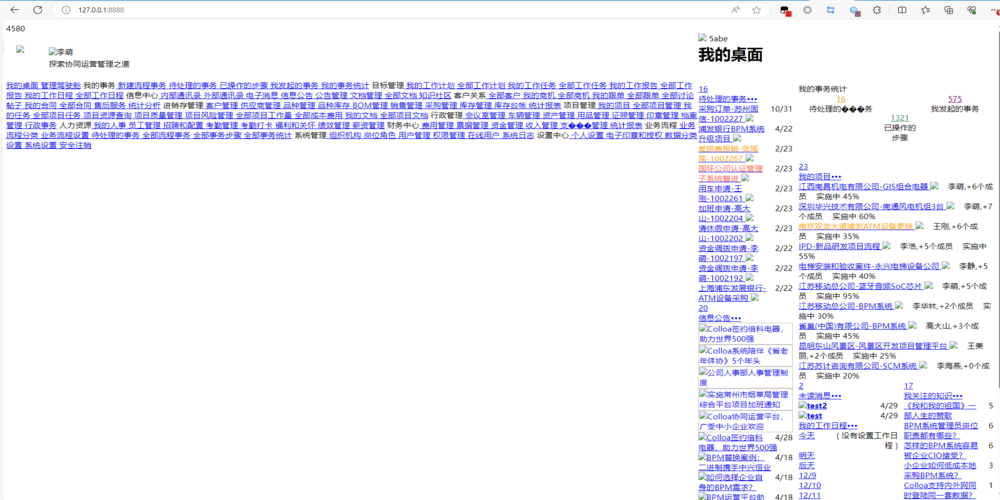 127.0.0.1:8888
4580
李萌
探索协同运营管理之道
我的桌面 管理驾驶舱 我的事务 新建流程事务 待处理的事务 已操作的步骤 我发起的事务 我的事务统计 目标管理 我的工作计划 全部工作计划 我的工作任务 全部工作任务 我的工作报告 全部工作
报告 我的工作日程 全部工作日程 信息中心 内部通讯录 外部通讯录 电子消息 信息公告 公告管理 文档管理 全部文档 知识社区 客户关系 全部客户 我的商机 全部商机 我的跟单 全部跟单 全部讨论
帖子 我的合同 全部合同 售后服务 统计分析 进销存管理 客户管理 供应商管理 品种管理 品种库存 BOM管理 销售管理 采购管理 库存管理 库存台帐 统计报表 项目管理 我的项目 全部项目管理 我
的任务 全部项目任务 项目资源查询 项目质量管理 项目风险管理 全部项目工作量 全部成本费用 我的文档 全部项目文档 行政管理 会议室管理 车辆管理 资产管理 用品管理 证照管理 印章管理 档案
管理 行政事务 人力资源 我的人事 员工管理 招聘和配置 考勤管理 考勤打卡 福利和关怀 绩效管理 薪资管理 财务中心 费用管理 票据管理 资金管理 收入管理 支���管理 统计报表 业务流程 业务
流程分类 业务流程设置 待处理的事务 全部流程事务 全部事务步骤 全部事务统计 系统管理 组织机构 岗位角色 用户管理 权限管理 在线用户 系统日志 设置中心 个人设置 电子印章和授权 数据分类
设置 系统设置 安全注销
5abe
我的桌面
16
待处理的事务•••
采购订单-苏州固信-1002227 10/31
浦发银行BPM系统升级项目 4/22
差旅费报销-张瑶瑶-1002267 2/23
国环公司认证管理子系统督进 2/23
用车申请-王刚-1002261 2/23
加班申请-高大山-1002204 2/23
请休假申请-高大山-1002202 2/23
资金调拨申请-李萌-1002197 2/22
资金调拨申请-李萌-1002192 2/22
上海浦东发展银行-ATM设备采购 2/22
20
信息公告•••
Colloa签约倍科电器，助力世界500强
Colloa系统陪伴《省老年体协》5个年头
公司人事部人事管理制度
实施常州市烟草局管理综合平台项目加班通知
Colloa协同运营平台，广受中小企业欢迎
Colloa签约倍科电器，助力世界500强 4/28
BPM替换案例：二进制携手中兴恒业 4/18
如何选择企业自身的BPM需求? 4/18
BPM运营平台助 4/18
我的事务统计
16
待处理的���务
575
我发起的事务
1321
已操作的步骤
23
我的项目•••
江西南昌机电有限公司-GIS组合电器 李萌,+6个成员 实施中 45%
深圳华兴技术有限公司-南通风电机组3台 李萌,+7个成员 实施中 60%
南京双龙大道浦发ATM设备更换 王刚,+6个成员 实施中 35%
IPD-新品研发项目流程 李浩,+5个成员 实施中 55%
电梯安装和验收案件-永兴电梯设备公司 李静,+5个成员 实施中 40%
江苏移动总公司-蓝牙音频SoC芯片 李萌,+5个成员 实施中 95%
江苏移动总公司-BPM系统 李华林,+2个成员 实施中 30%
雀巢(中国)有限公司-BPM系统 高大山,+3个成员 实施中 45%
昆明东山风景区-风景区开发项目管理平台 王美丽,+2个成员 实施中 25%
江苏苏计咨询有限公司-SCM系统 李海燕,+0个成员 实施中 20%
2
未读消息•••
test2 4/29
test 4/29
我的工作日程•••
今天 ( 没有设置工作日程 )
明天
后天
12/9
12/10
12/11
17
我关注的知识•••
《我和我的祖国》一部人生的赞歌 6
BPM系统管理员岗位职责都有哪些？ 6
怎样的BPM系统容易被企业CIO接受？ 6
小企业如何低成本地采购BPM系统？ 3
Colloa支持内外网同时登陆同一套数据？ 1